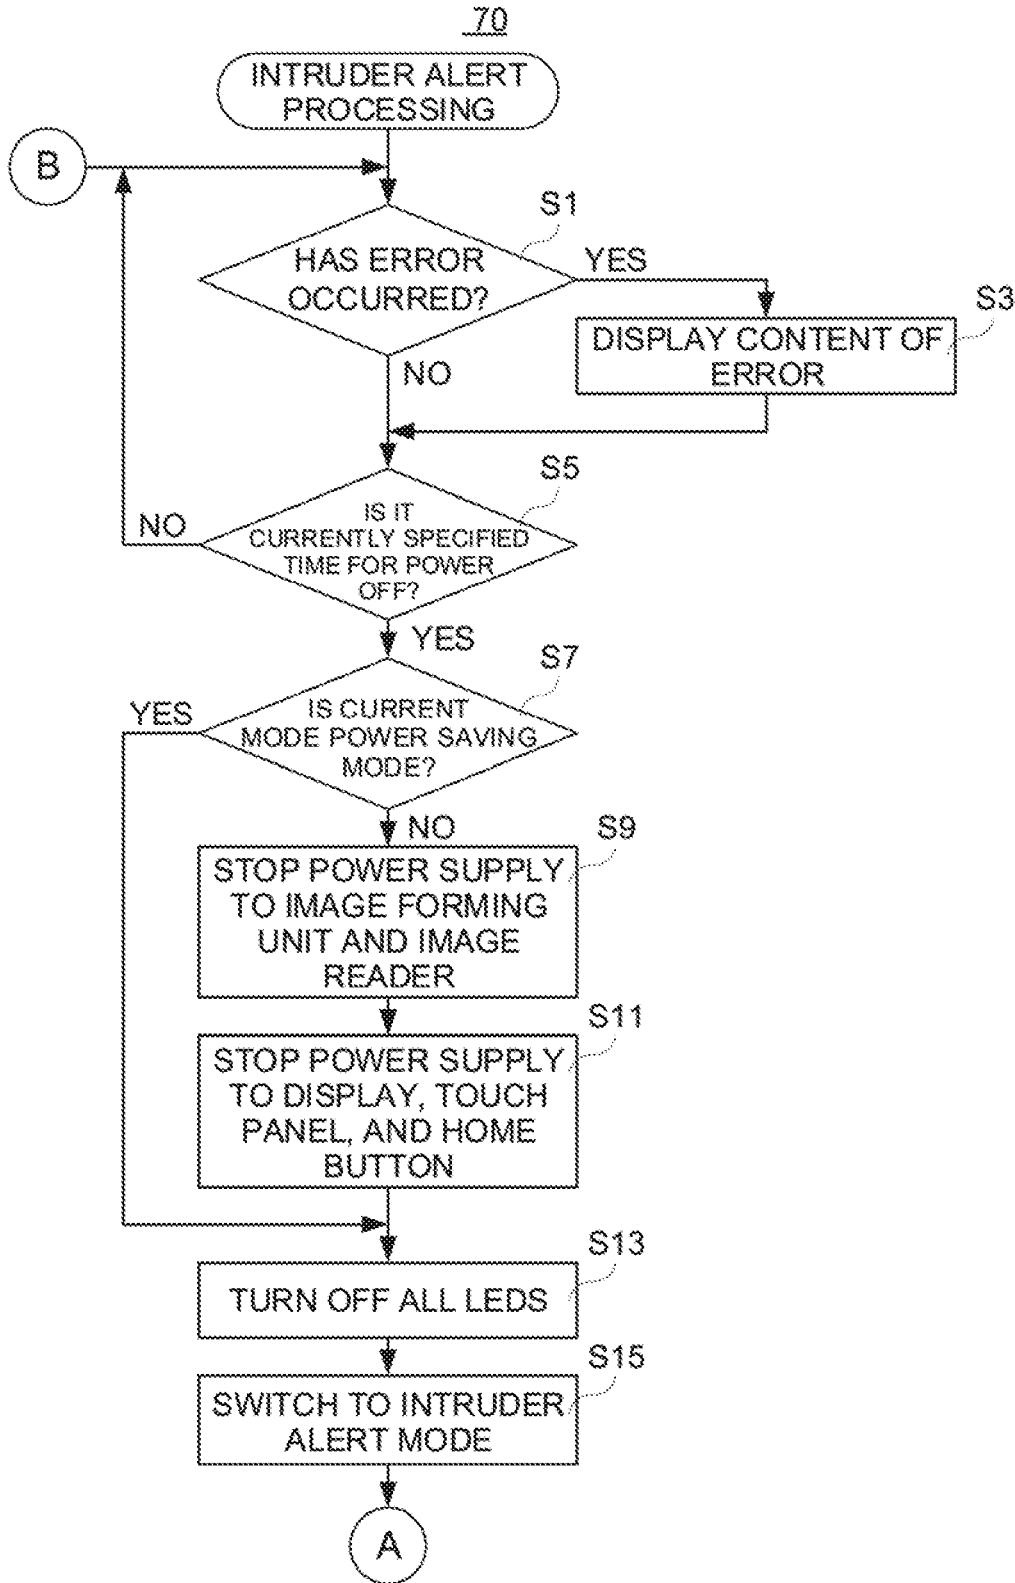 70
INTRUDER ALERT
PROCESSING
B
S1
HAS ERROR
OCCURRED?
YES
S3
DISPLAY CONTENT OF
ERROR
NO
S5
IS IT
CURRENTLY SPECIFIED
TIME FOR POWER
OFF?
NO
YES
S7
IS CURRENT
MODE POWER SAVING
MODE?
YES
NO
S9
STOP POWER SUPPLY
TO IMAGE FORMING
UNIT AND IMAGE
READER
S11
STOP POWER SUPPLY
TO DISPLAY, TOUCH
PANEL, AND HOME
BUTTON
S13
TURN OFF ALL LEDS
S15
SWITCH TO INTRUDER
ALERT MODE
A